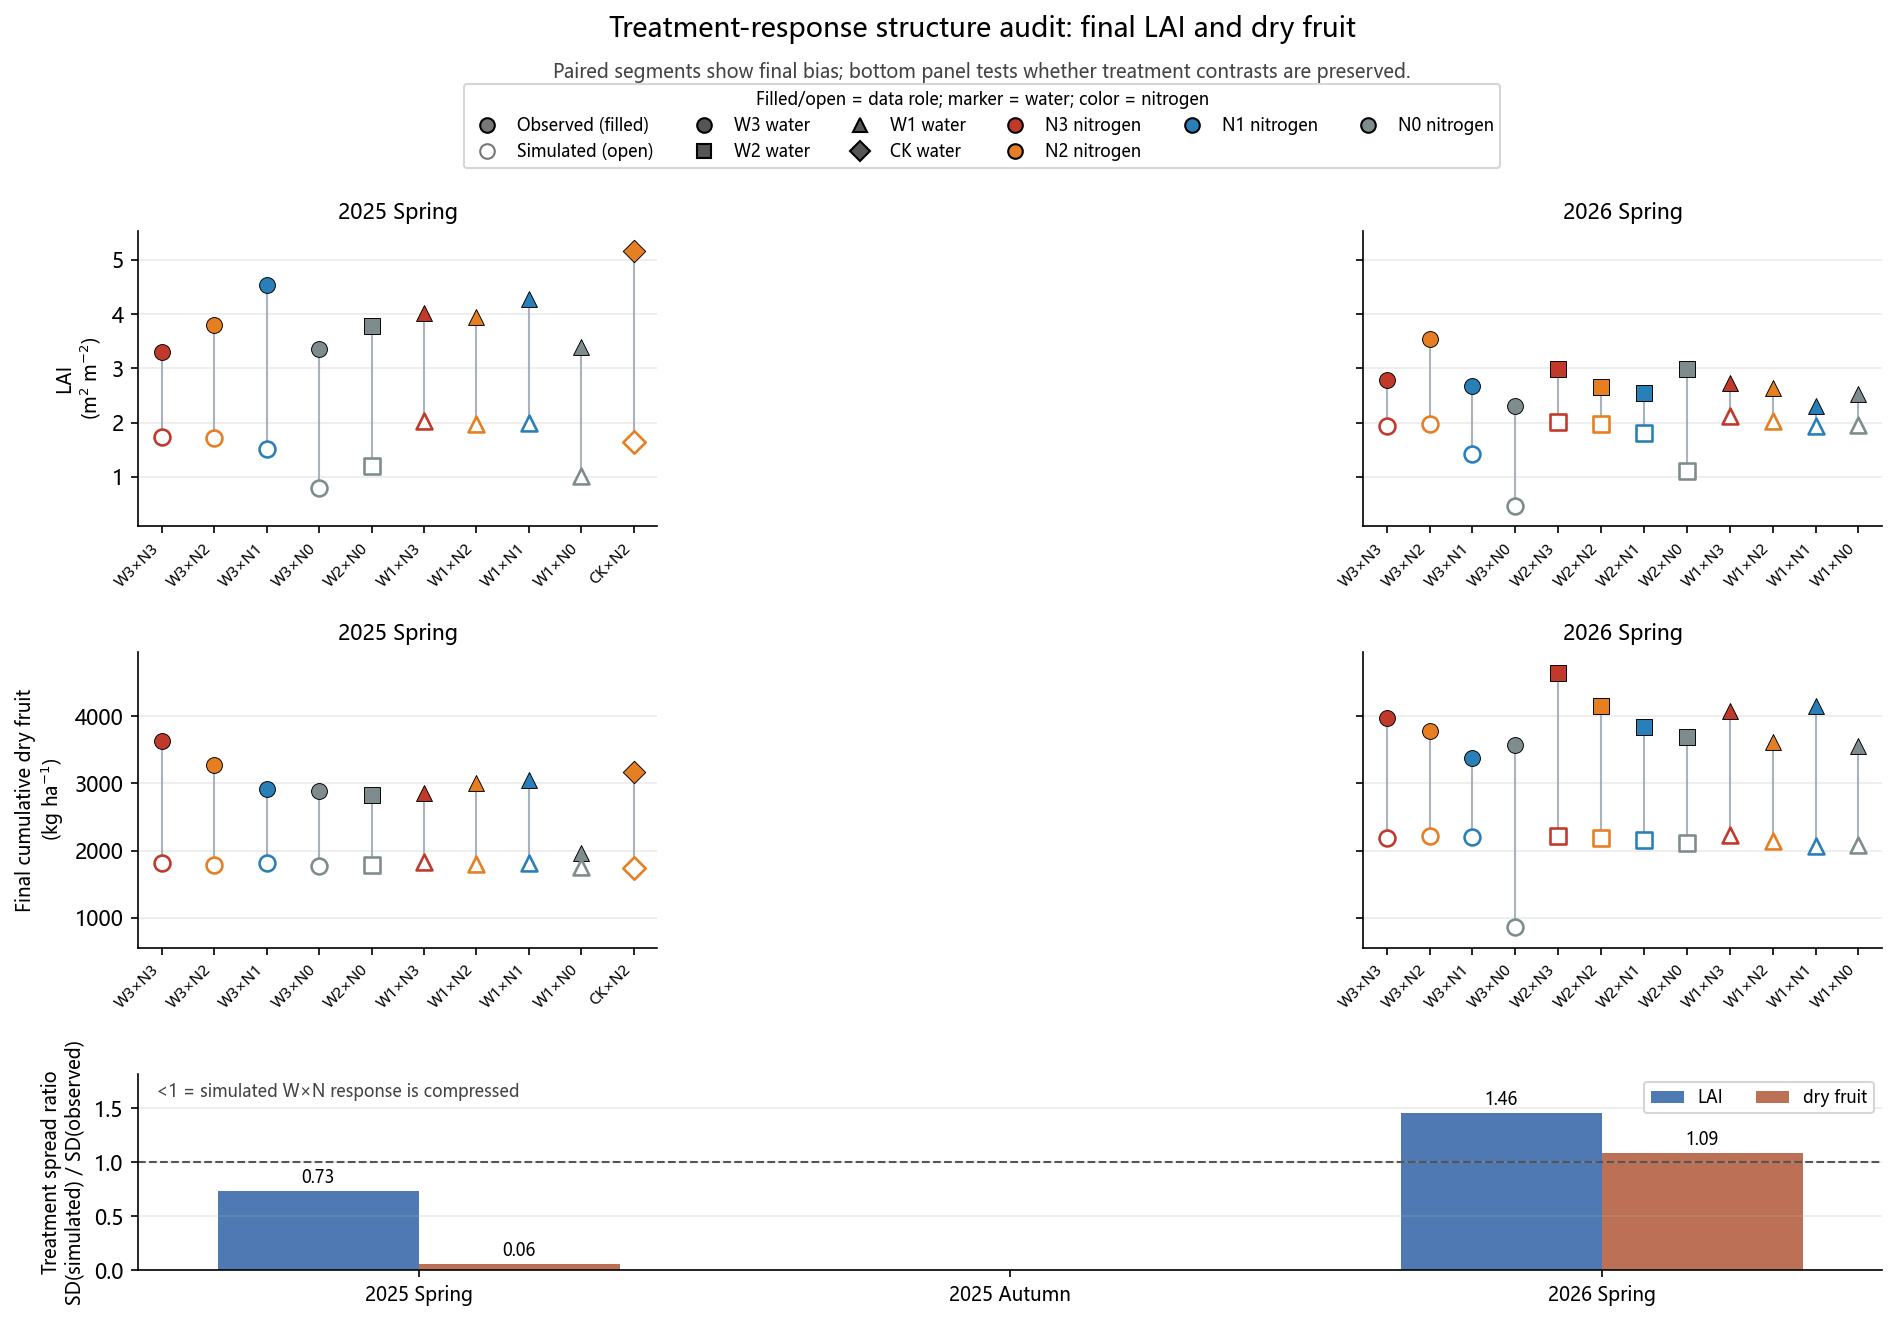 Treatment-response structure audit: final LAI and dry fruit
Paired segments show final bias; bottom panel tests whether treatment contrasts are preserved.
Filled/open = data role; marker = water; color = nitrogen
Observed (filled) W3 water W1 water N3 nitrogen N1 nitrogen N0 nitrogen
Simulated (open) W2 water CK water N2 nitrogen
2025 Spring
LAI
(m² m⁻²)
5
4
3
2
1
W3×N3 W3×N2 W3×N1 W3×N0 W2×N0 W1×N3 W1×N2 W1×N1 W1×N0 CK×N2
2026 Spring
W3×N3 W3×N2 W3×N1 W3×N0 W2×N3 W2×N2 W2×N1 W2×N0 W1×N3 W1×N2 W1×N1 W1×N0
2025 Spring
Final cumulative dry fruit
(kg ha⁻¹)
4000
3000
2000
1000
W3×N3 W3×N2 W3×N1 W3×N0 W2×N0 W1×N3 W1×N2 W1×N1 W1×N0 CK×N2
2026 Spring
W3×N3 W3×N2 W3×N1 W3×N0 W2×N3 W2×N2 W2×N1 W2×N0 W1×N3 W1×N2 W1×N1 W1×N0
Treatment spread ratio
SD(simulated) / SD(observed)
<1 = simulated W×N response is compressed
LAI dry fruit
1.5
1.0
0.5
0.0
0.73
0.06
1.46
1.09
2025 Spring 2025 Autumn 2026 Spring